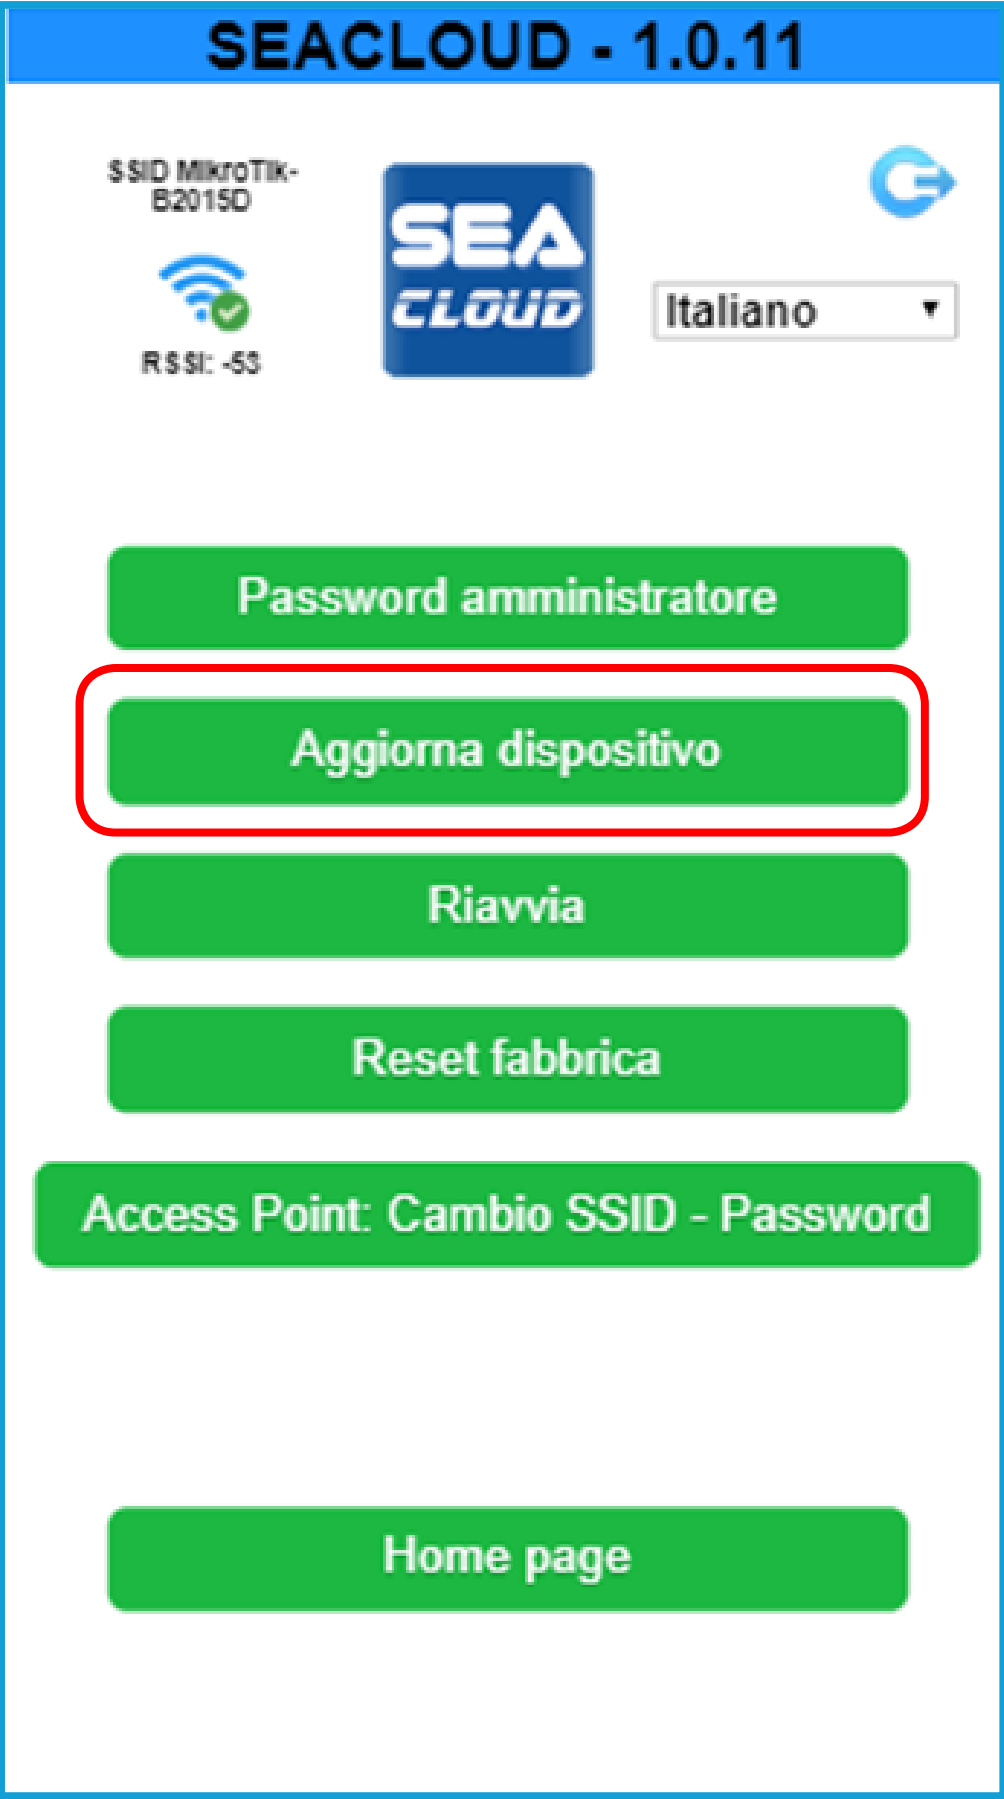 SEACLOUD - 1.0.11
SSID MikroTik-
B2015D
RSSI: -53
SEA
CLOUD
Italiano
Password amministratore
Aggiorna dispositivo
Riavvia
Reset fabbrica
Access Point: Cambio SSID - Password
Home page